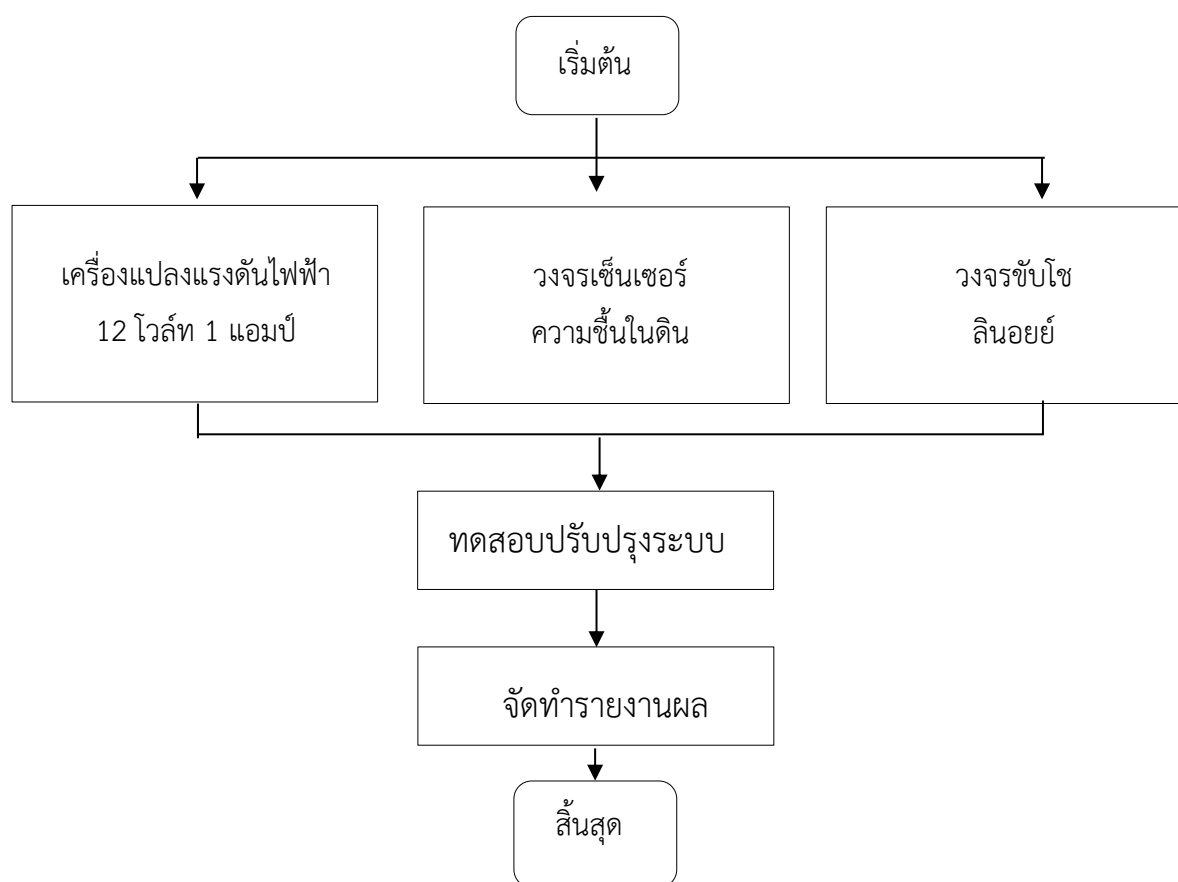 เริ่มต้น
เครื่องแปลงแรงดันไฟฟ้า
12 โวล์ท 1 แอมป์
วงจรเซ็นเซอร์
ความชื้นในดิน
วงจรขับโซ
ลินอยย์
ทดสอบปรับปรุงระบบ
จัดทำรายงานผล
สิ้นสุด